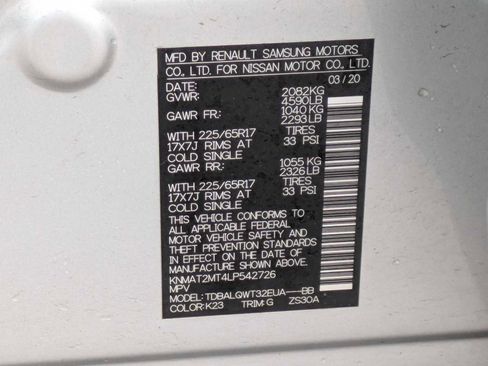 MFD BY RENAULT SAMSUNG MOTORS
CO., LTD. FOR NISSAN MOTOR CO., LTD.
DATE: 03/20
GVWR: 2082KG
4590LB
GAWR FR: 1040 KG
2293LB
WITH 225/65R17 TIRES
17X7J RIMS AT 33 PSI
COLD SINGLE
GAWR RR: 1055 KG
2326LB
WITH 225/65R17 TIRES
17X7J RIMS AT 33 PSI
COLD SINGLE
THIS VEHICLE CONFORMS TO
ALL APPLICABLE FEDERAL
MOTOR VEHICLE SAFETY AND
THEFT PREVENTION STANDARDS
IN EFFECT ON THE DATE OF
MANUFACTURE SHOWN ABOVE.
KNMAT2MT4LP542726
MPV
MODEL: TDBALQWT32EUA---BB
COLOR: K23 TRIM: G ZS30A